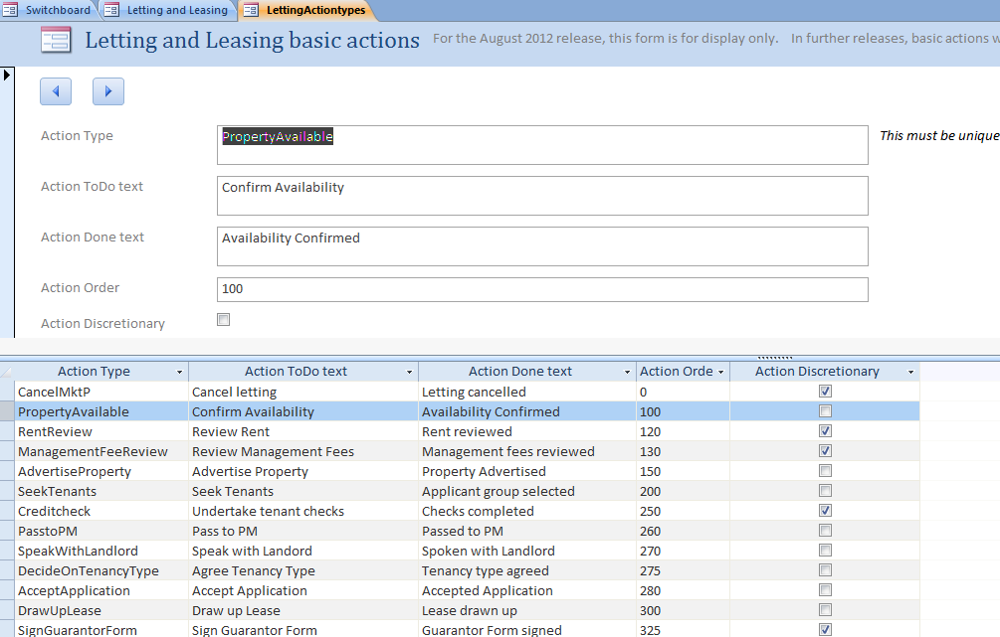 Switchboard Letting and Leasing LettingActiontypes
Letting and Leasing basic actions For the August 2012 release, this form is for display only. In further releases, basic actions w
Action Type PropertyAvailable This must be unique
Action ToDo text Confirm Availability
Action Done text Availability Confirmed
Action Order 100
Action Discretionary
Action Type Action ToDo text Action Done text Action Orde Action Discretionary
CancelMktP Cancel letting Letting cancelled 0
PropertyAvailable Confirm Availability Availability Confirmed 100
RentReview Review Rent Rent reviewed 120
ManagementFeeReview Review Management Fees Management fees reviewed 130
AdvertiseProperty Advertise Property Property Advertised 150
SeekTenants Seek Tenants Applicant group selected 200
Creditcheck Undertake tenant checks Checks completed 250
PasstoPM Pass to PM Passed to PM 260
SpeakWithLandlord Speak with Landord Spoken with Landlord 270
DecideOnTenancyType Agree Tenancy Type Tenancy type agreed 275
AcceptApplication Accept Application Accepted Application 280
DrawUpLease Draw up Lease Lease drawn up 300
SignGuarantorForm Sign Guarantor Form Guarantor Form signed 325